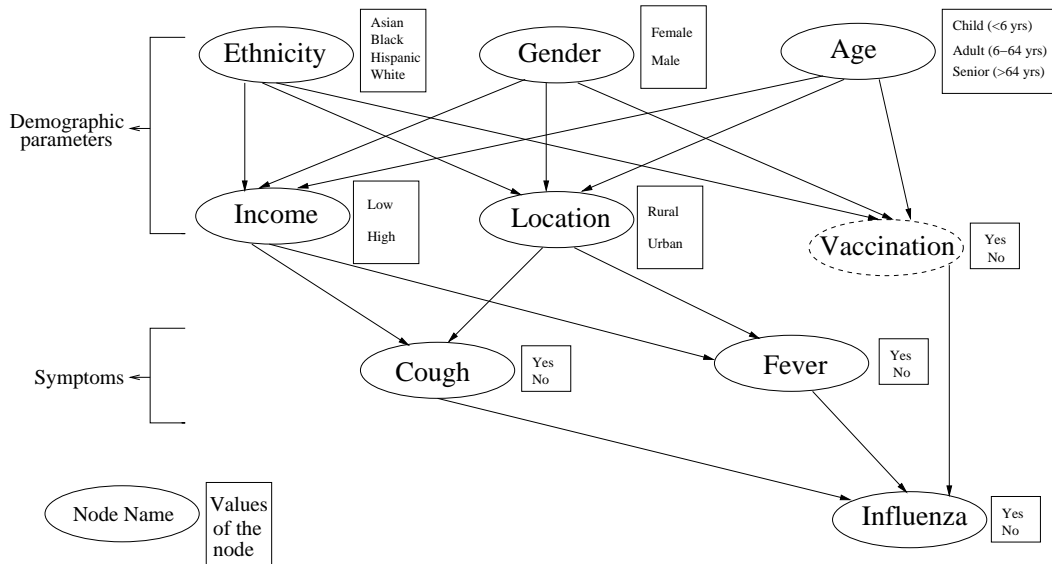 Ethnicity
Asian
Black
Hispanic
White
Gender
Female
Male
Age
Child (<6 yrs)
Adult (6–64 yrs)
Senior (>64 yrs)
Demographic
parameters
Income
Low
High
Location
Rural
Urban
Vaccination
Yes
No
Symptoms
Cough
Yes
No
Fever
Yes
No
Node Name
Values
of the
node
Influenza
Yes
No